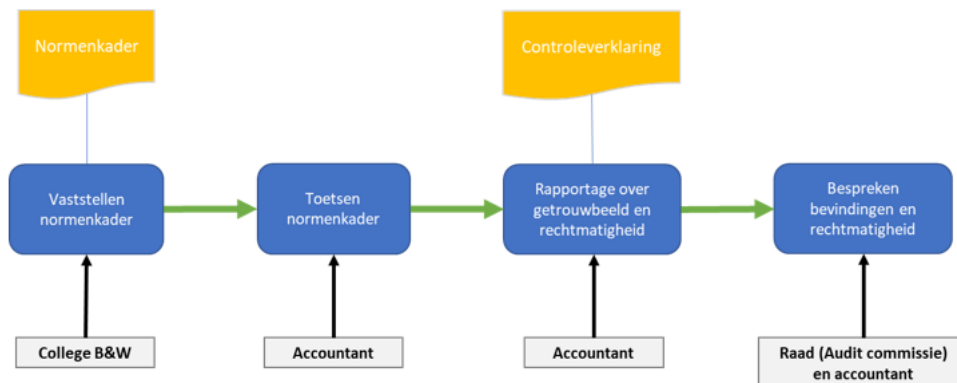 Normenkader
Controleverklaring
Vaststellen
normenkader
Toetsen
normenkader
Rapportage over
getrouwbeeld en
rechtmatigheid
Bespreken
bevindingen en
rechtmatigheid
College B&W
Accountant
Accountant
Raad (Audit commissie)
en accountant